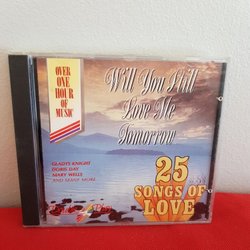 OVER
ONE
HOUR
OF
MUSIC
Will You Still
Love Me
Tomorrow
GLADYS KNIGHT
DORIS DAY
MARY WELLS
AND MANY MORE
25
SONGS OF
LOVE